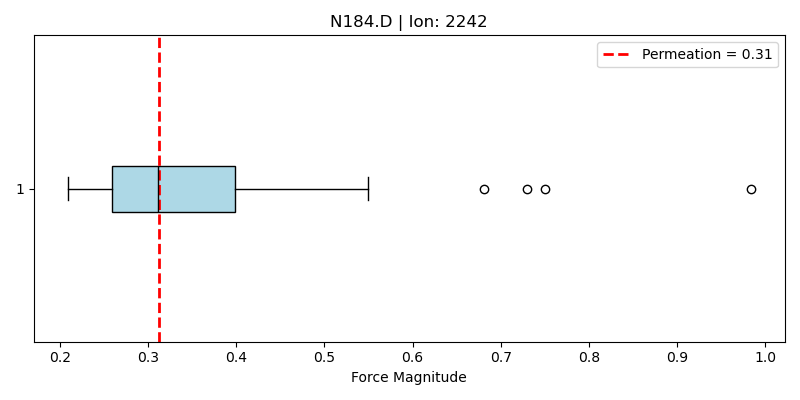 N184.D | Ion: 2242
Permeation = 0.31
1
0.2 0.3 0.4 0.5 0.6 0.7 0.8 0.9 1.0
Force Magnitude